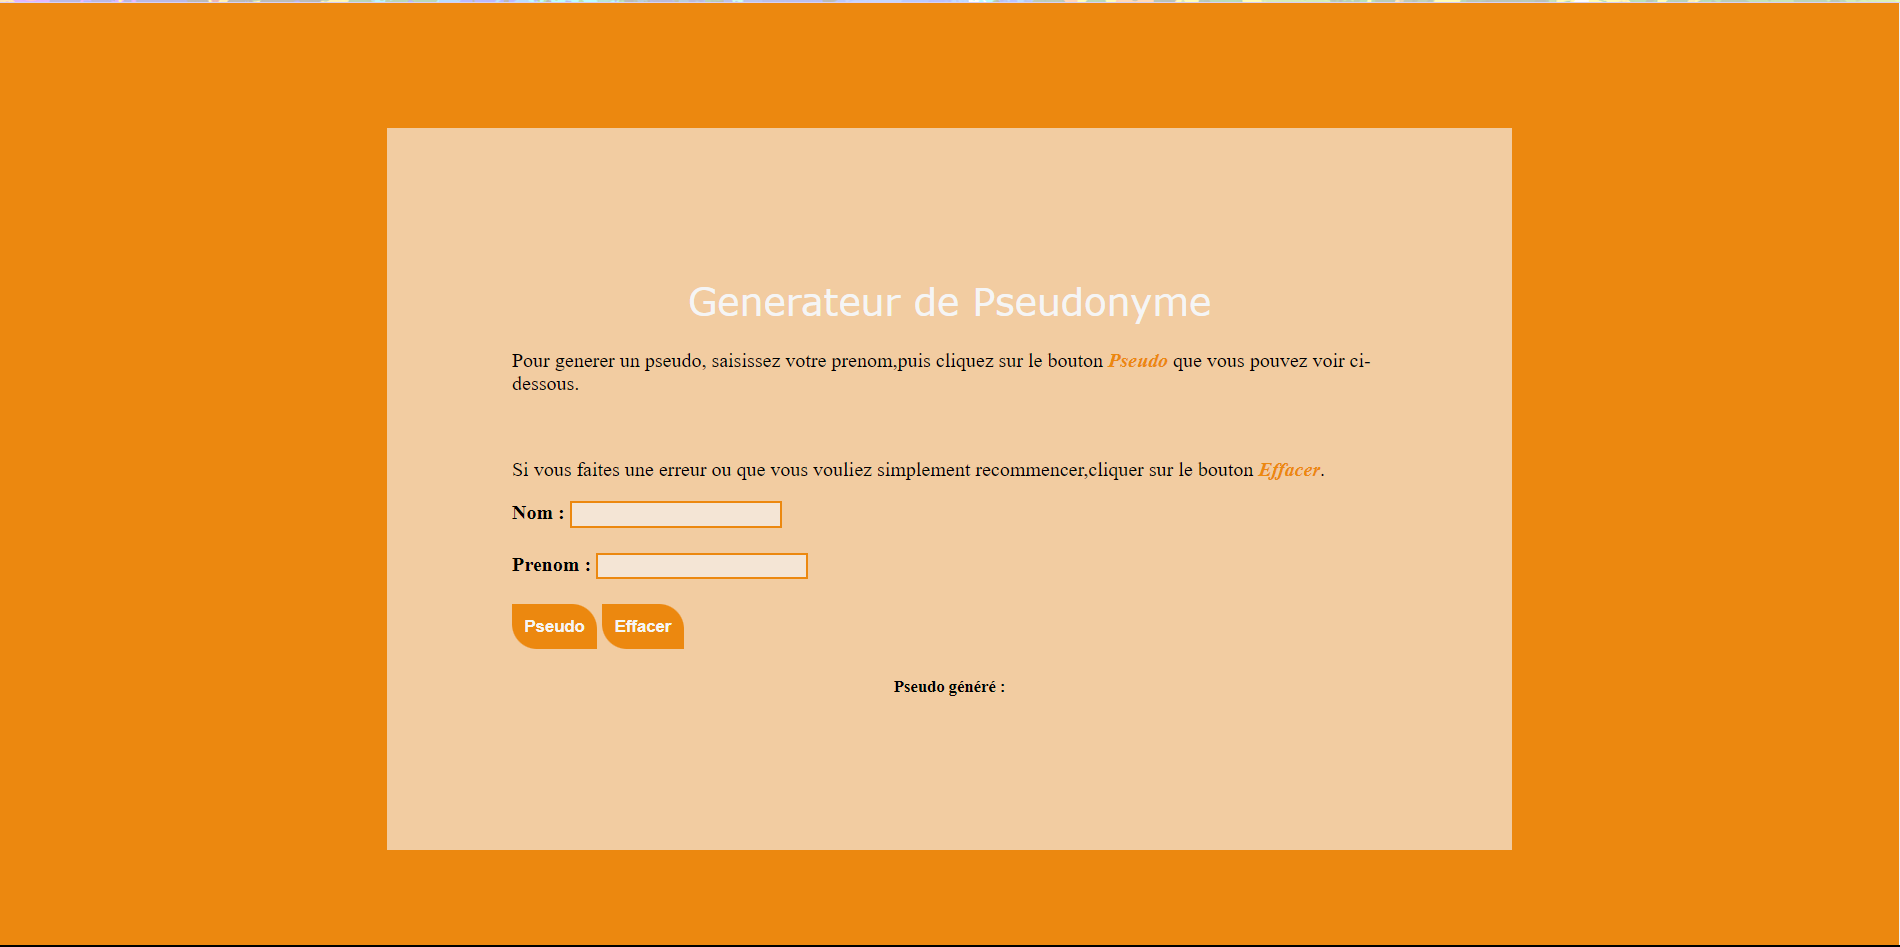 Generateur de Pseudonyme
Pour generer un pseudo, saisissez votre prenom,puis cliquez sur le bouton Pseudo que vous pouvez voir ci-
dessous.
Si vous faites une erreur ou que vous vouliez simplement recommencer,cliquer sur le bouton Effacer.
Nom :
Prenom :
Pseudo Effacer
Pseudo généré :